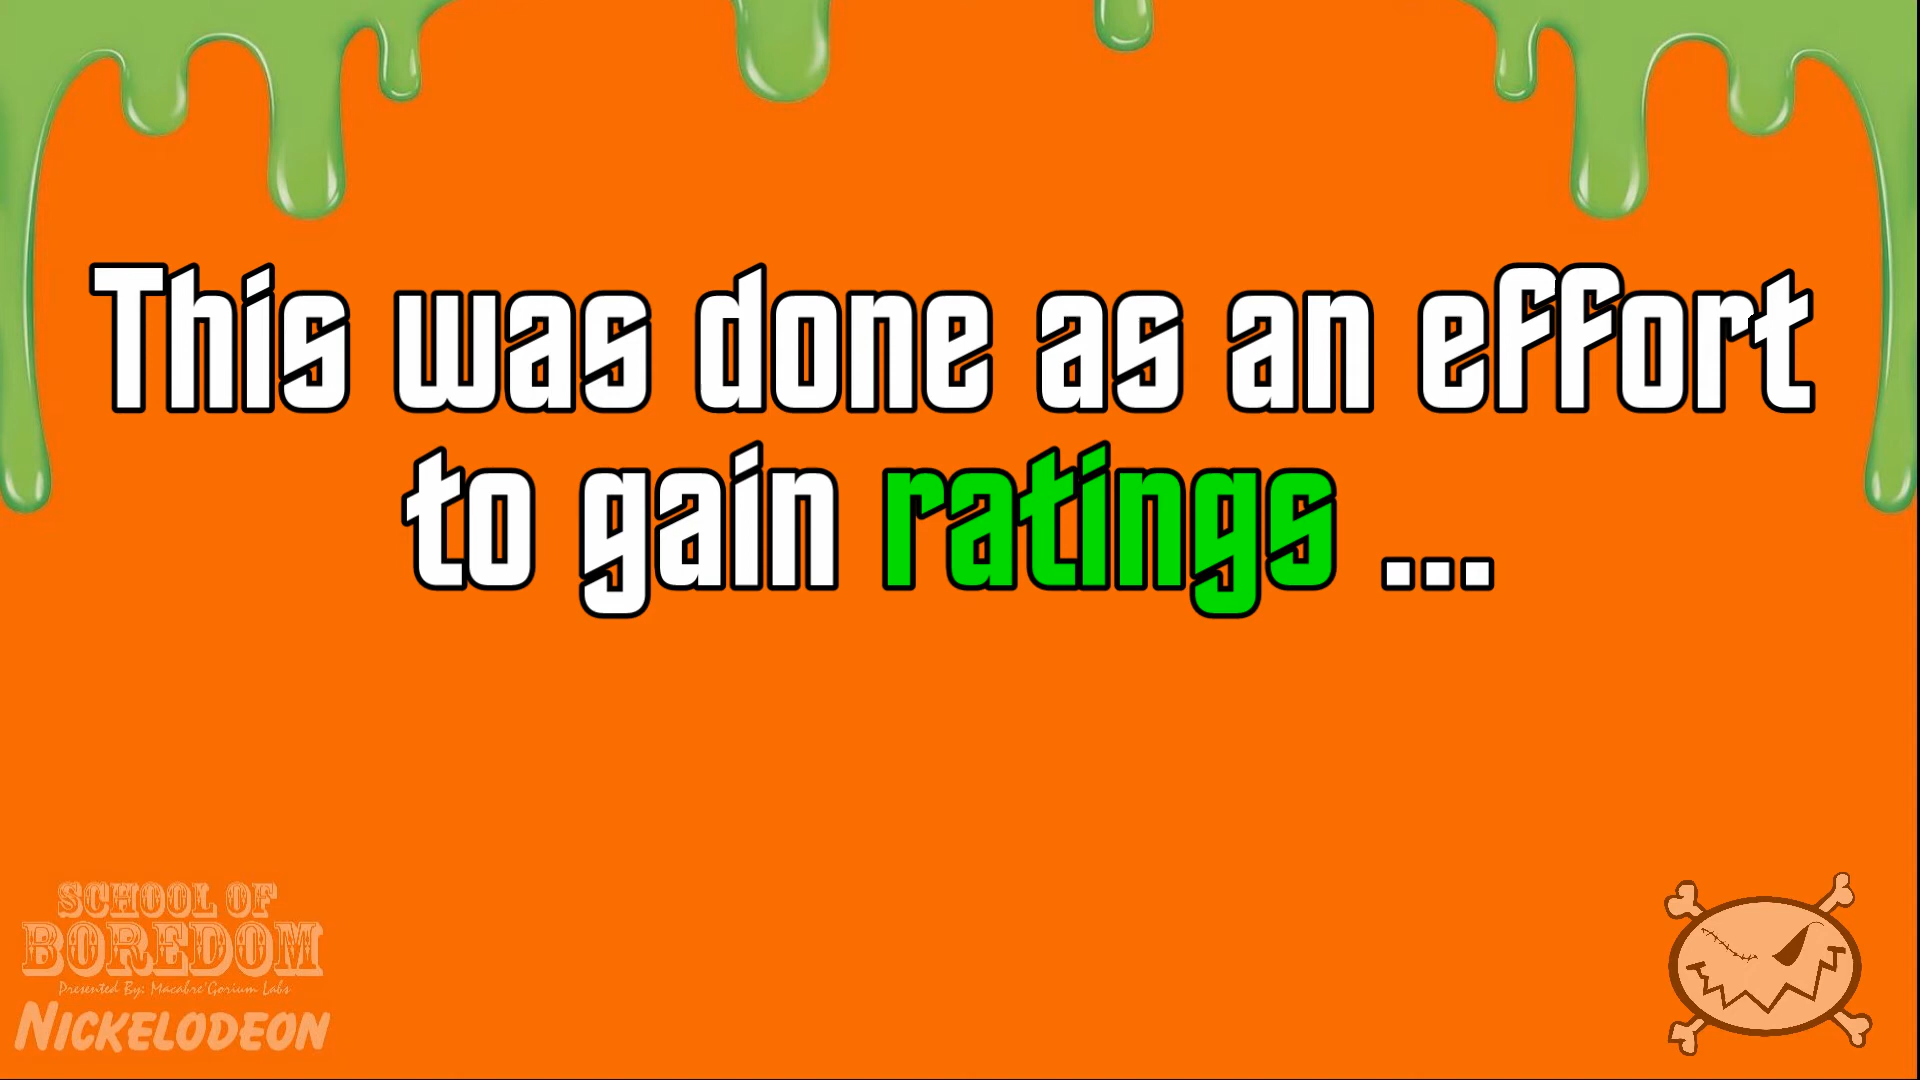 This was done as an effort
to gain ratings ...
SCHOOL OF
BOREDOM
Presented By: Macabre'Gorium Labs
NICKELODEON